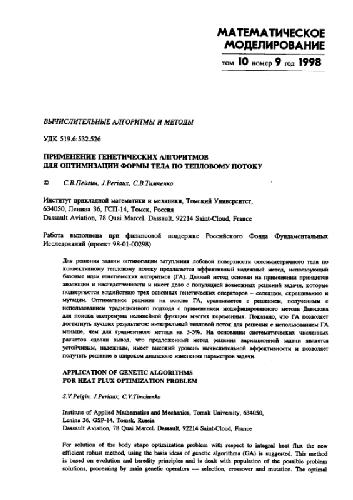 МАТЕМАТИЧЕСКОЕ
МОДЕЛИРОВАНИЕ
том 10 номер 9 год 1998
ВЫЧИСЛИТЕЛЬНЫЕ АЛГОРИТМЫ И МЕТОДЫ
УДК 519.6:532.526
ПРИМЕНЕНИЕ ГЕНЕТИЧЕСКИХ АЛГОРИТМОВ
ДЛЯ ОПТИМИЗАЦИИ ФОРМЫ ТЕЛА ПО ТЕПЛОВОМУ ПОТОКУ
© С.В.Пейгин, J.Periaux, С.В.Тимченко
Институт прикладной математики и механики, Томский Университет,
634050, Ленина 36, ГСП-14, Томск, Россия
Dassault Aviation, 78 Quai Marcel. Dassault, 92214 Saint-Cloud, France
Работа выполнена при финансовой поддержке Российского Фонда Фундаментальных
Исследований (проект 98-01-00298)
Для решения задачи оптимизации затупления лобовой поверхности осесимметричного тела по
конвективному тепловому потоку предлагается эффективный надежный метод, использующий
базовые идеи генетических алгоритмов (ГА). Данный метод основан на применении принципов
эволюции и наследственности и имеет дело с популяцией возможных решений задачи, которые
подвергаются воздействию трех основных генетических операторов – селекции, скрещивания и
мутации. Оптимальное решение на основе ГА, сравнивается с решением, полученным с
использованием традиционного подхода с применением модифицированного метода
для поиска экстремума нелинейной функции многих переменных. Показано, что ГА позволяет
достигнуть лучших результатов: интегральный тепловой поток для решения с использованием ГА
меньше, чем для традиционного метода на 3-5%. На основании систематических численных
расчетов сделан вывод, что предложенный метод решения вариационной задачи является
устойчивым, надежным, имеет высокий уровень вычислительной эффективности и позволяет
получить решение в широком диапазоне изменения параметров задачи.
APPLICATION OF GENETIC ALGORITHMS
FOR HEAT FLUX OPTIMIZATION PROBLEM
S.V.Peigin, J.Periaux, C.V.Timchenko
Institute of Applied Mathematics and Mechanics, Tomsk University, 634050,
Lenina 36, GSP-14, Tomsk, Russia
Dassault Aviation, 78 Quai Marcel. Dassault, 92214 Saint-Cloud, France
For solution of the body shape optimization problem with respect to integral heat flux the new
efficient robust method, using the basis ideas of genetic algorithms (GA) is suggested. This method
is based on evolution and heredity principles and is dealt with population of the possible problem
solutions, processing by main genetic operators — selection, crossover and mutation. The optimal